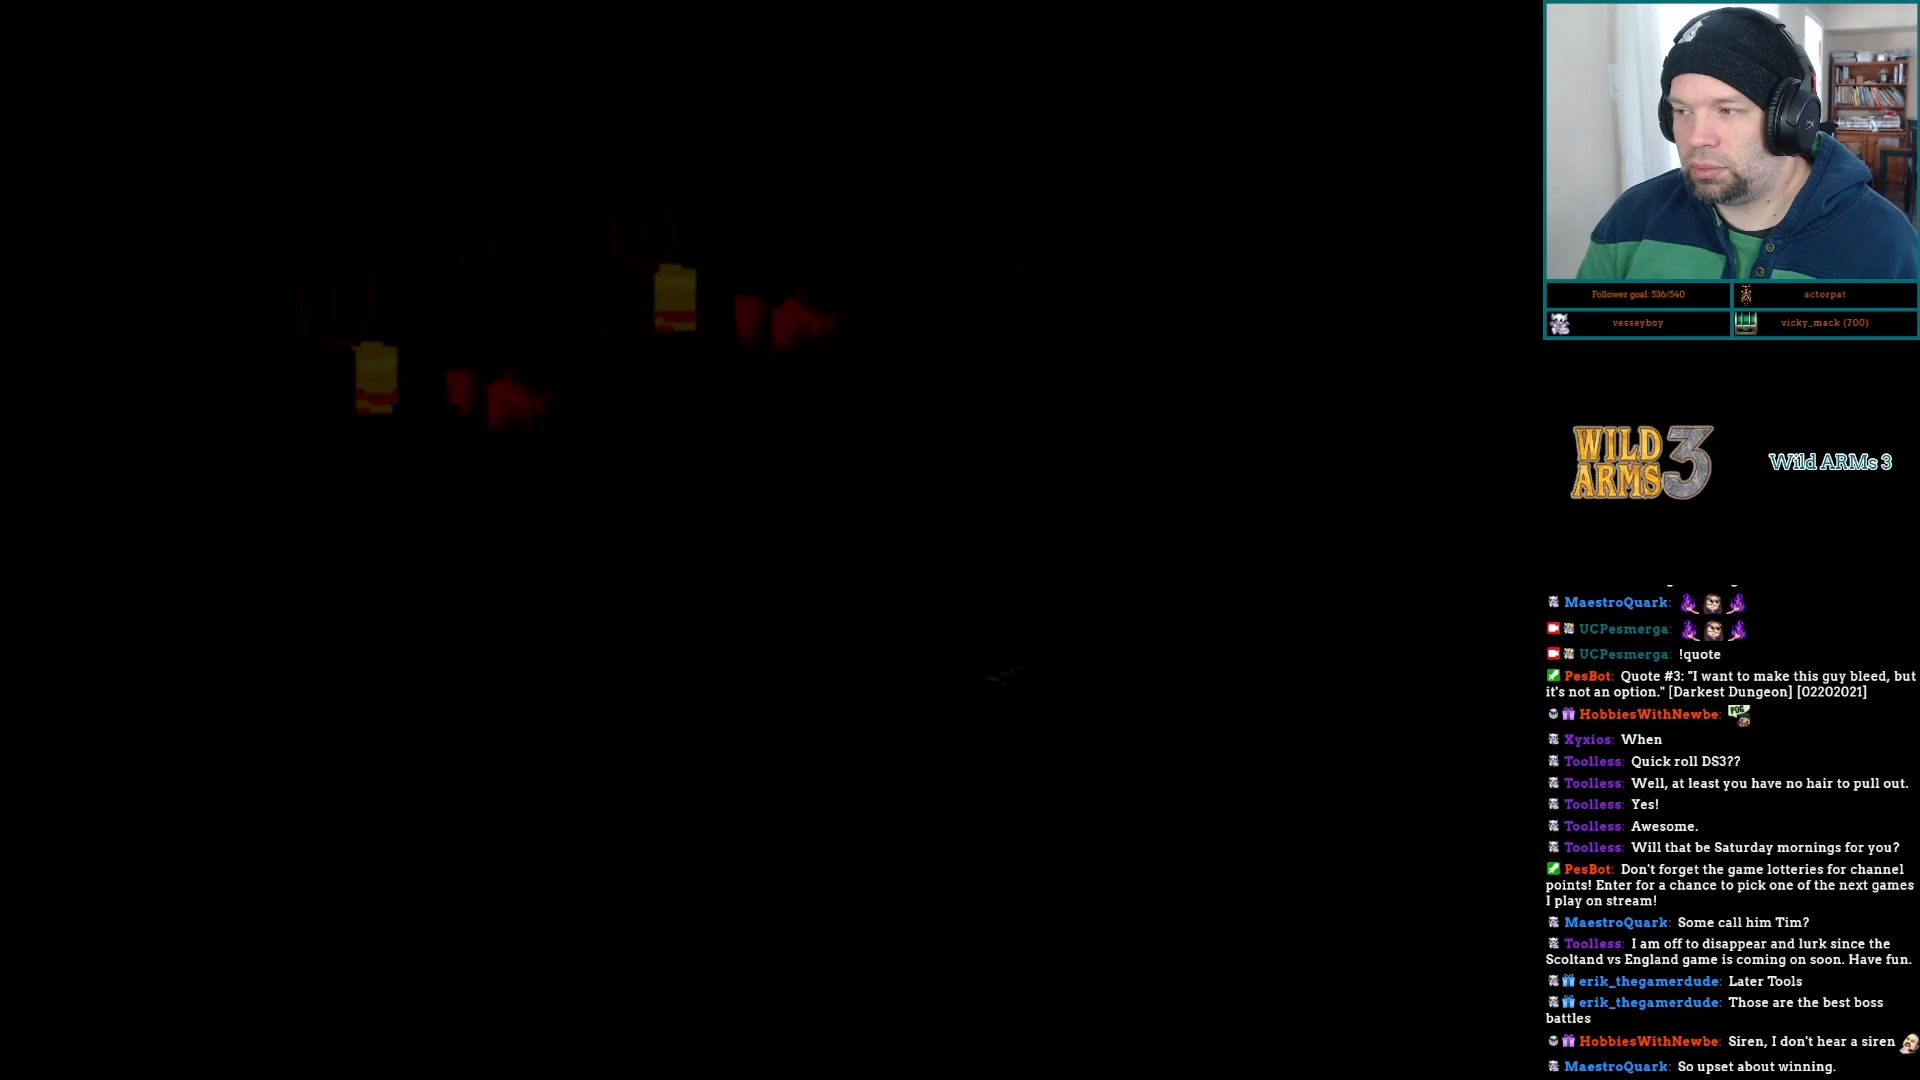 Follower goal: 536/540
actorpat
vesseyboy
vicky_mack (700)
WILD ARMS 3
Wild ARMs 3
MaestroQuark:
UCPesmerga:
UCPesmerga: !quote
PesBot: Quote #3: "I want to make this guy bleed, but
it's not an option." [Darkest Dungeon] [02202021]
HobbiesWithNewbe: POG
Xyxios: When
Toolless: Quick roll DS3??
Toolless: Well, at least you have no hair to pull out.
Toolless: Yes!
Toolless: Awesome.
Toolless: Will that be Saturday mornings for you?
PesBot: Don't forget the game lotteries for channel
points! Enter for a chance to pick one of the next games
I play on stream!
MaestroQuark: Some call him Tim?
Toolless: I am off to disappear and lurk since the
Scoltand vs England game is coming on soon. Have fun.
erik_thegamerdude: Later Tools
erik_thegamerdude: Those are the best boss
battles
HobbiesWithNewbe: Siren, I don't hear a siren
MaestroQuark: So upset about winning.